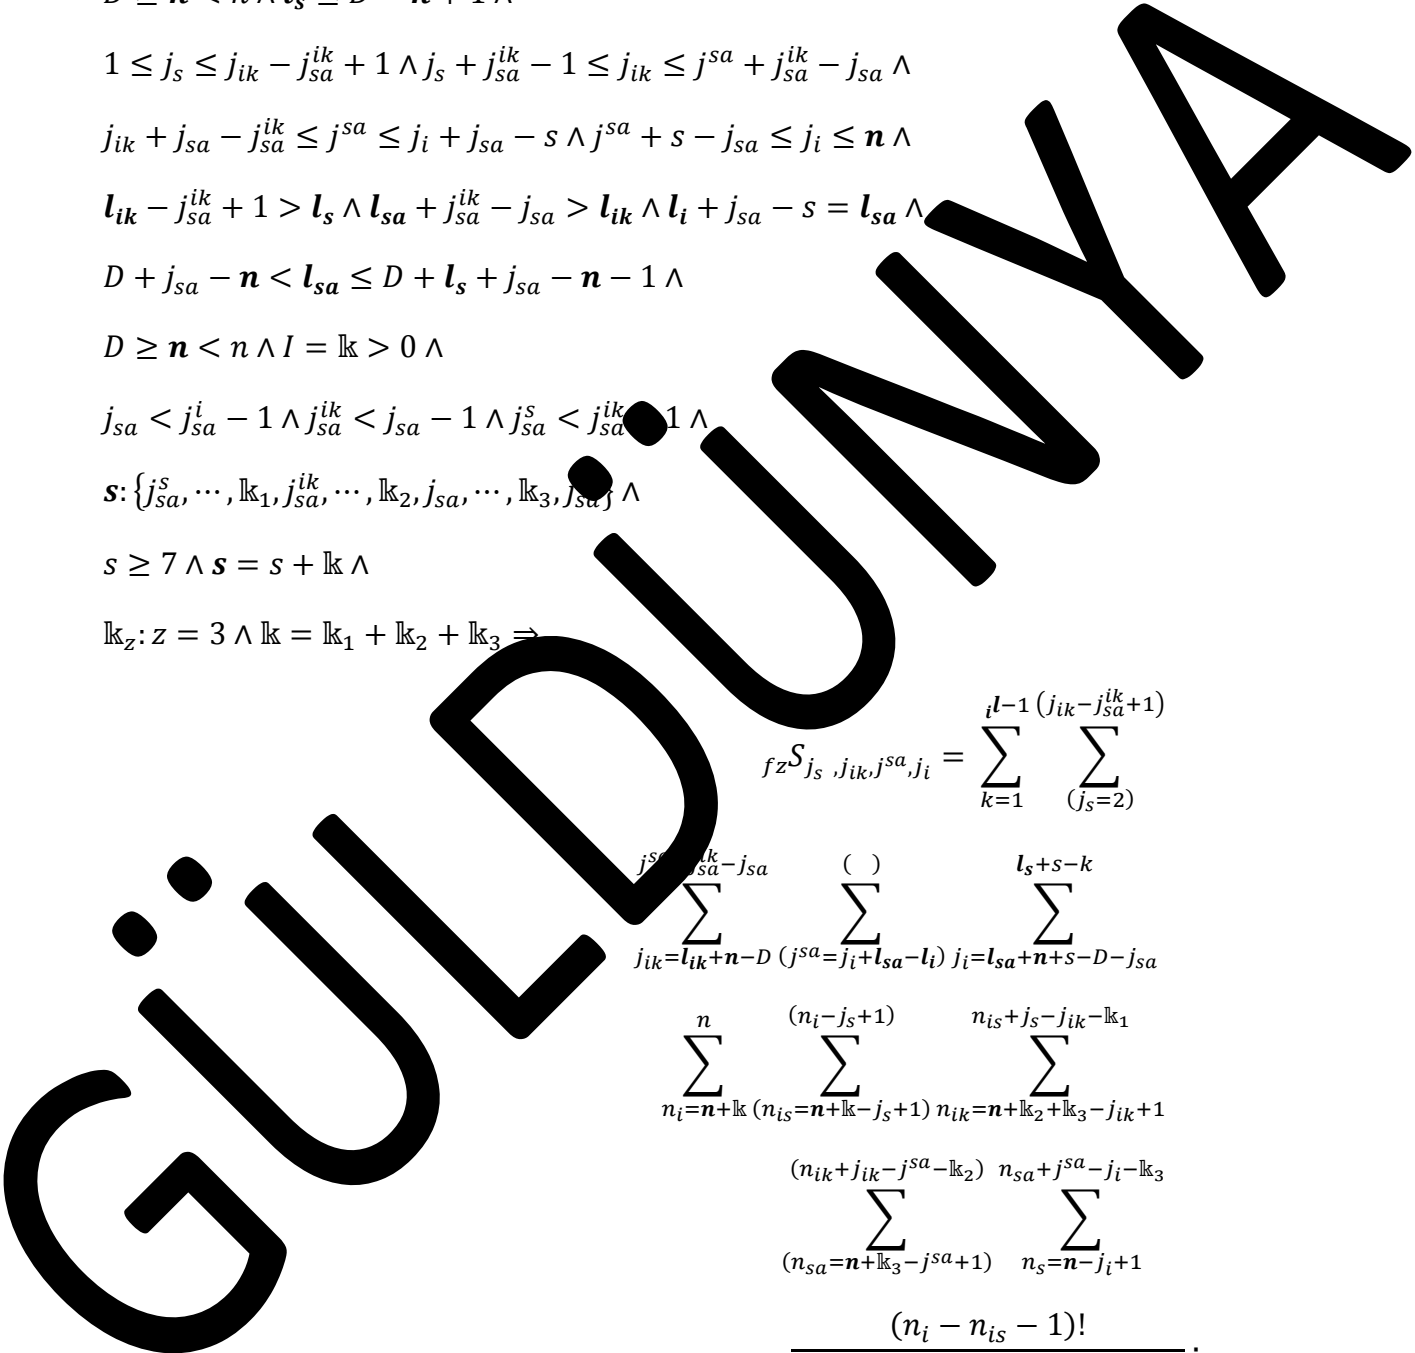 1 ≤ j_s ≤ j_{ik} − j_{sa}^{ik} + 1 ∧ j_s + j_{sa}^{ik} − 1 ≤ j_{ik} ≤ j^{sa} + j_{sa}^{ik} − j_{sa} ∧
j_{ik} + j_{sa} − j_{sa}^{ik} ≤ j^{sa} ≤ j_i + j_{sa} − s ∧ j^{sa} + s − j_{sa} ≤ j_i ≤ n ∧
l_{ik} − j_{sa}^{ik} + 1 > l_s ∧ l_{sa} + j_{sa}^{ik} − j_{sa} > l_{ik} ∧ l_i + j_{sa} − s = l_{sa} ∧
D + j_{sa} − n < l_{sa} ≤ D + l_s + j_{sa} − n − 1 ∧
D ≥ n < n ∧ I = 𝕜 > 0 ∧
j_{sa} < j_{sa}^{i} − 1 ∧ j_{sa}^{ik} < j_{sa} − 1 ∧ j_{sa}^{s} < j_{sa}^{ik} 1 ∧
s: {j_{sa}^{s}, ⋯ , 𝕜_1, j_{sa}^{ik}, ⋯ , 𝕜_2, j_{sa}, ⋯ , 𝕜_3, } ∧
s ≥ 7 ∧ s = s + 𝕜 ∧
𝕜_z: z = 3 ∧ 𝕜 = 𝕜_1 + 𝕜_2 + 𝕜_3 ⇒
_{fz}S_{j_s ,j_{ik},j^{sa},j_i} = ∑_{k=1}^{_il−1} ∑_{(j_s=2)}^{(j_{ik}−j_{sa}^{ik}+1)}
∑_{j_{ik}=l_{ik}+n−D}^{−j_{sa}} ∑_{(j^{sa}=j_i+l_{sa}−l_i)}^{( )} ∑_{j_i=l_{sa}+n+s−D−j_{sa}}^{l_s+s−k}
∑_{n_i=n+𝕜}^{n} ∑_{(n_{is}=n+𝕜−j_s+1)}^{(n_i−j_s+1)} ∑_{n_{ik}=n+𝕜_2+𝕜_3−j_{ik}+1}^{n_{is}+j_s−j_{ik}−𝕜_1}
∑_{(n_{sa}=n+𝕜_3−j^{sa}+1)}^{(n_{ik}+j_{ik}−j^{sa}−𝕜_2)} ∑_{n_s=n−j_i+1}^{n_{sa}+j^{sa}−j_i−𝕜_3}
(n_i − n_{is} − 1)!
GÜLDÜNYA